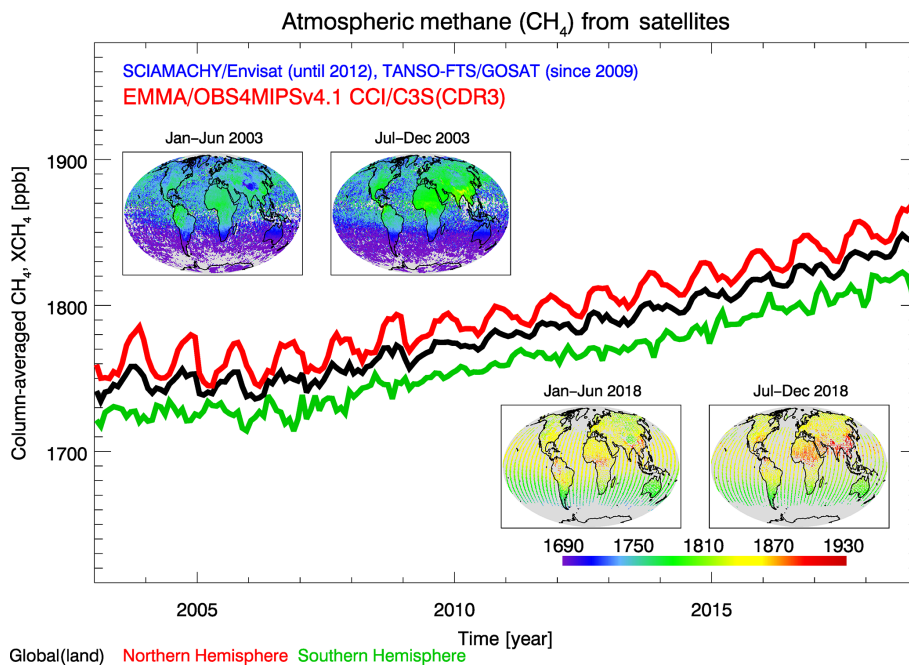 Atmospheric methane (CH₄) from satellites
SCIAMACHY/Envisat (until 2012), TANSO-FTS/GOSAT (since 2009)
EMMA/OBS4MIPSv4.1 CCI/C3S(CDR3)
Jan–Jun 2003 Jul–Dec 2003
1900
1800
1700
Column-averaged CH₄, XCH₄ [ppb]
Jan–Jun 2018 Jul–Dec 2018
1690 1750 1810 1870 1930
2005 2010 2015
Time [year]
Global(land) Northern Hemisphere Southern Hemisphere